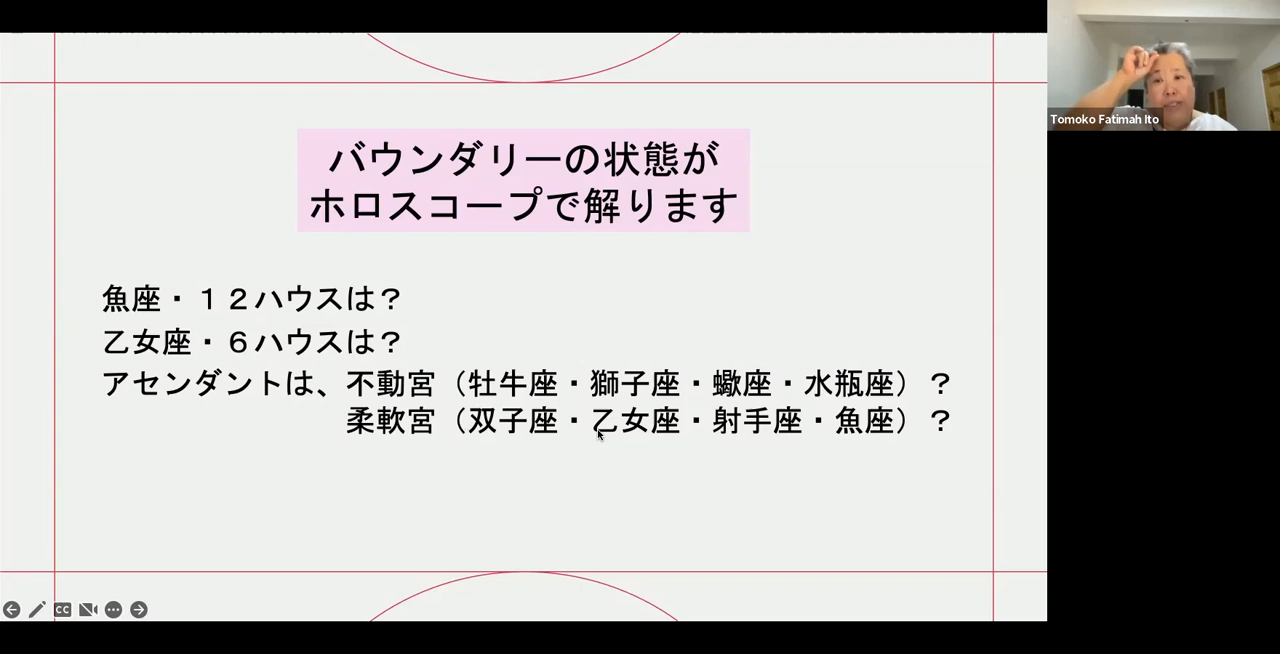 バウンダリーの状態が
ホロスコープで解ります
魚座・１２ハウスは？
乙女座・６ハウスは？
アセンダントは、不動宮（牡牛座・獅子座・蠍座・水瓶座）？
柔軟宮（双子座・乙女座・射手座・魚座）？
Tomoko Fatimah Ito
CC